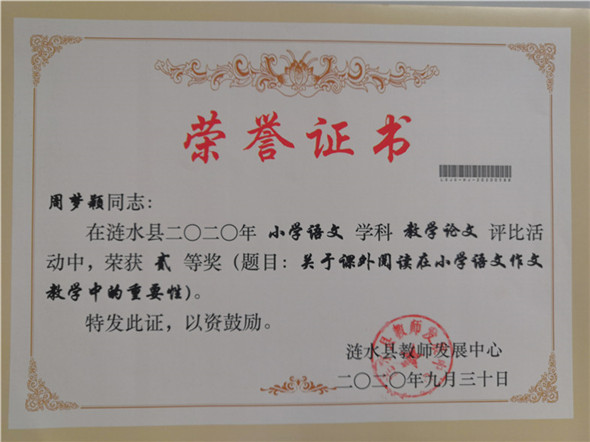 荣誉证书
周梦颖同志：
在涟水县二〇二〇年 小学语文 学科 教学论文 评比活
动中，荣获 贰 等奖（题目：关于课外阅读在小学语文作文
教学中的重要性）。
特发此证，以资鼓励。
涟水县教师发展中心
二〇二〇年九月三十日